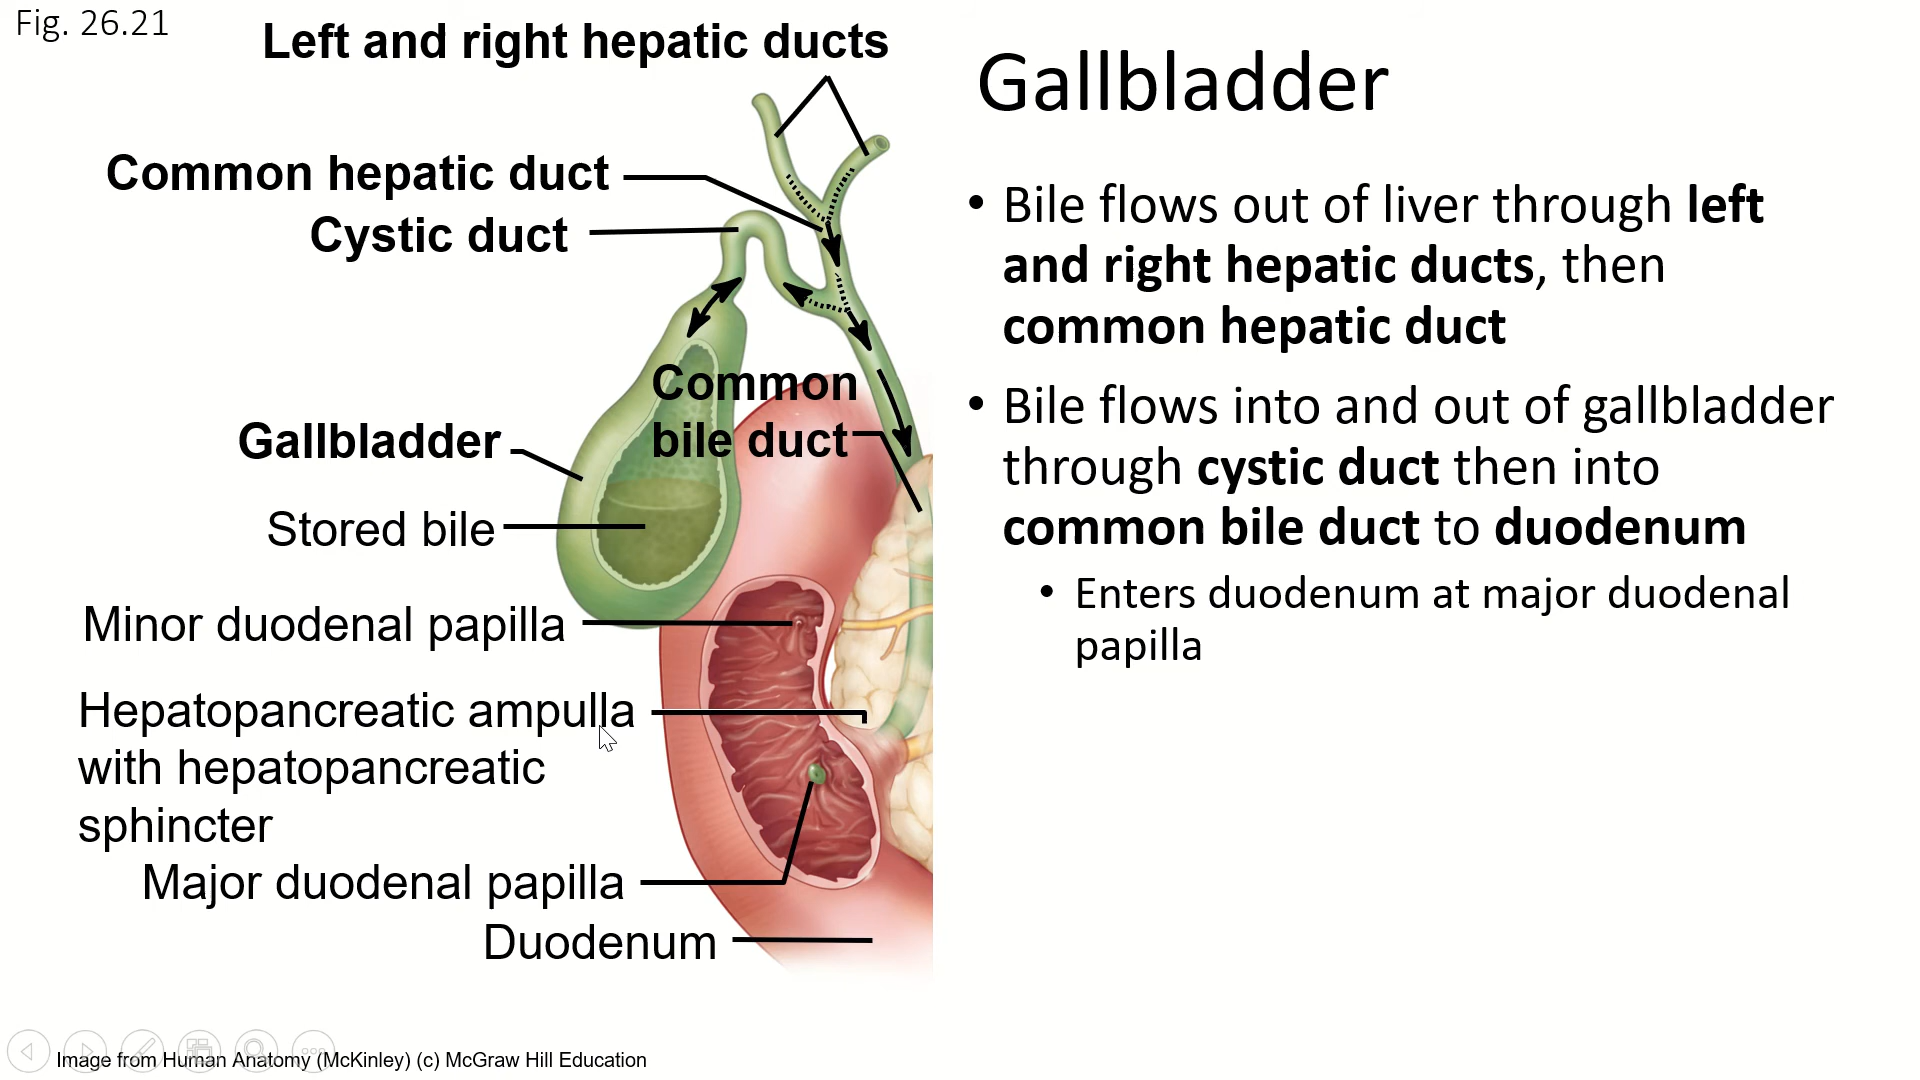 Fig. 26.21
Left and right hepatic ducts
Common hepatic duct
Cystic duct
Common
bile duct
Gallbladder
Stored bile
Minor duodenal papilla
Hepatopancreatic ampulla
with hepatopancreatic
sphincter
Major duodenal papilla
Duodenum
Image from Human Anatomy (McKinley) (c) McGraw Hill Education
Gallbladder
• Bile flows out of liver through left
and right hepatic ducts, then
common hepatic duct
• Bile flows into and out of gallbladder
through cystic duct then into
common bile duct to duodenum
• Enters duodenum at major duodenal
papilla